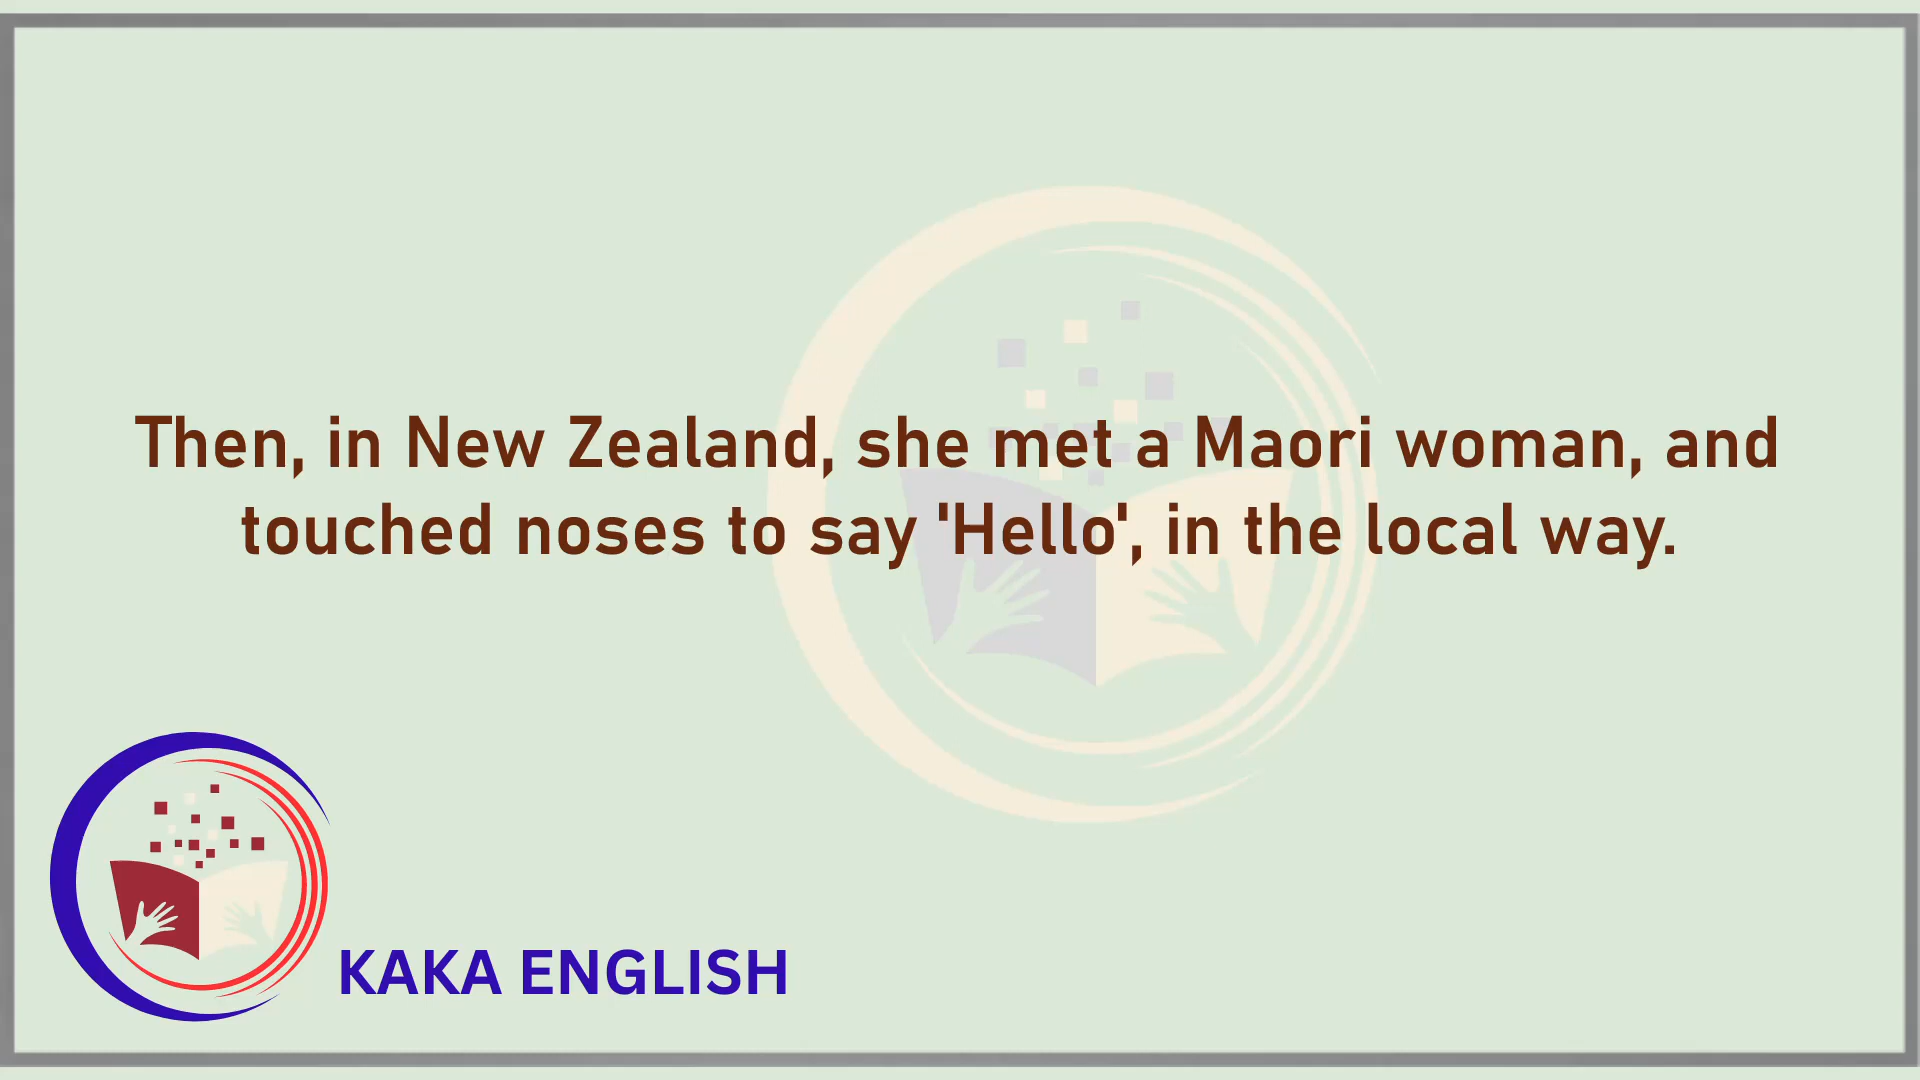 Then, in New Zealand, she met a Maori woman, and
touched noses to say 'Hello', in the local way.
KAKA ENGLISH